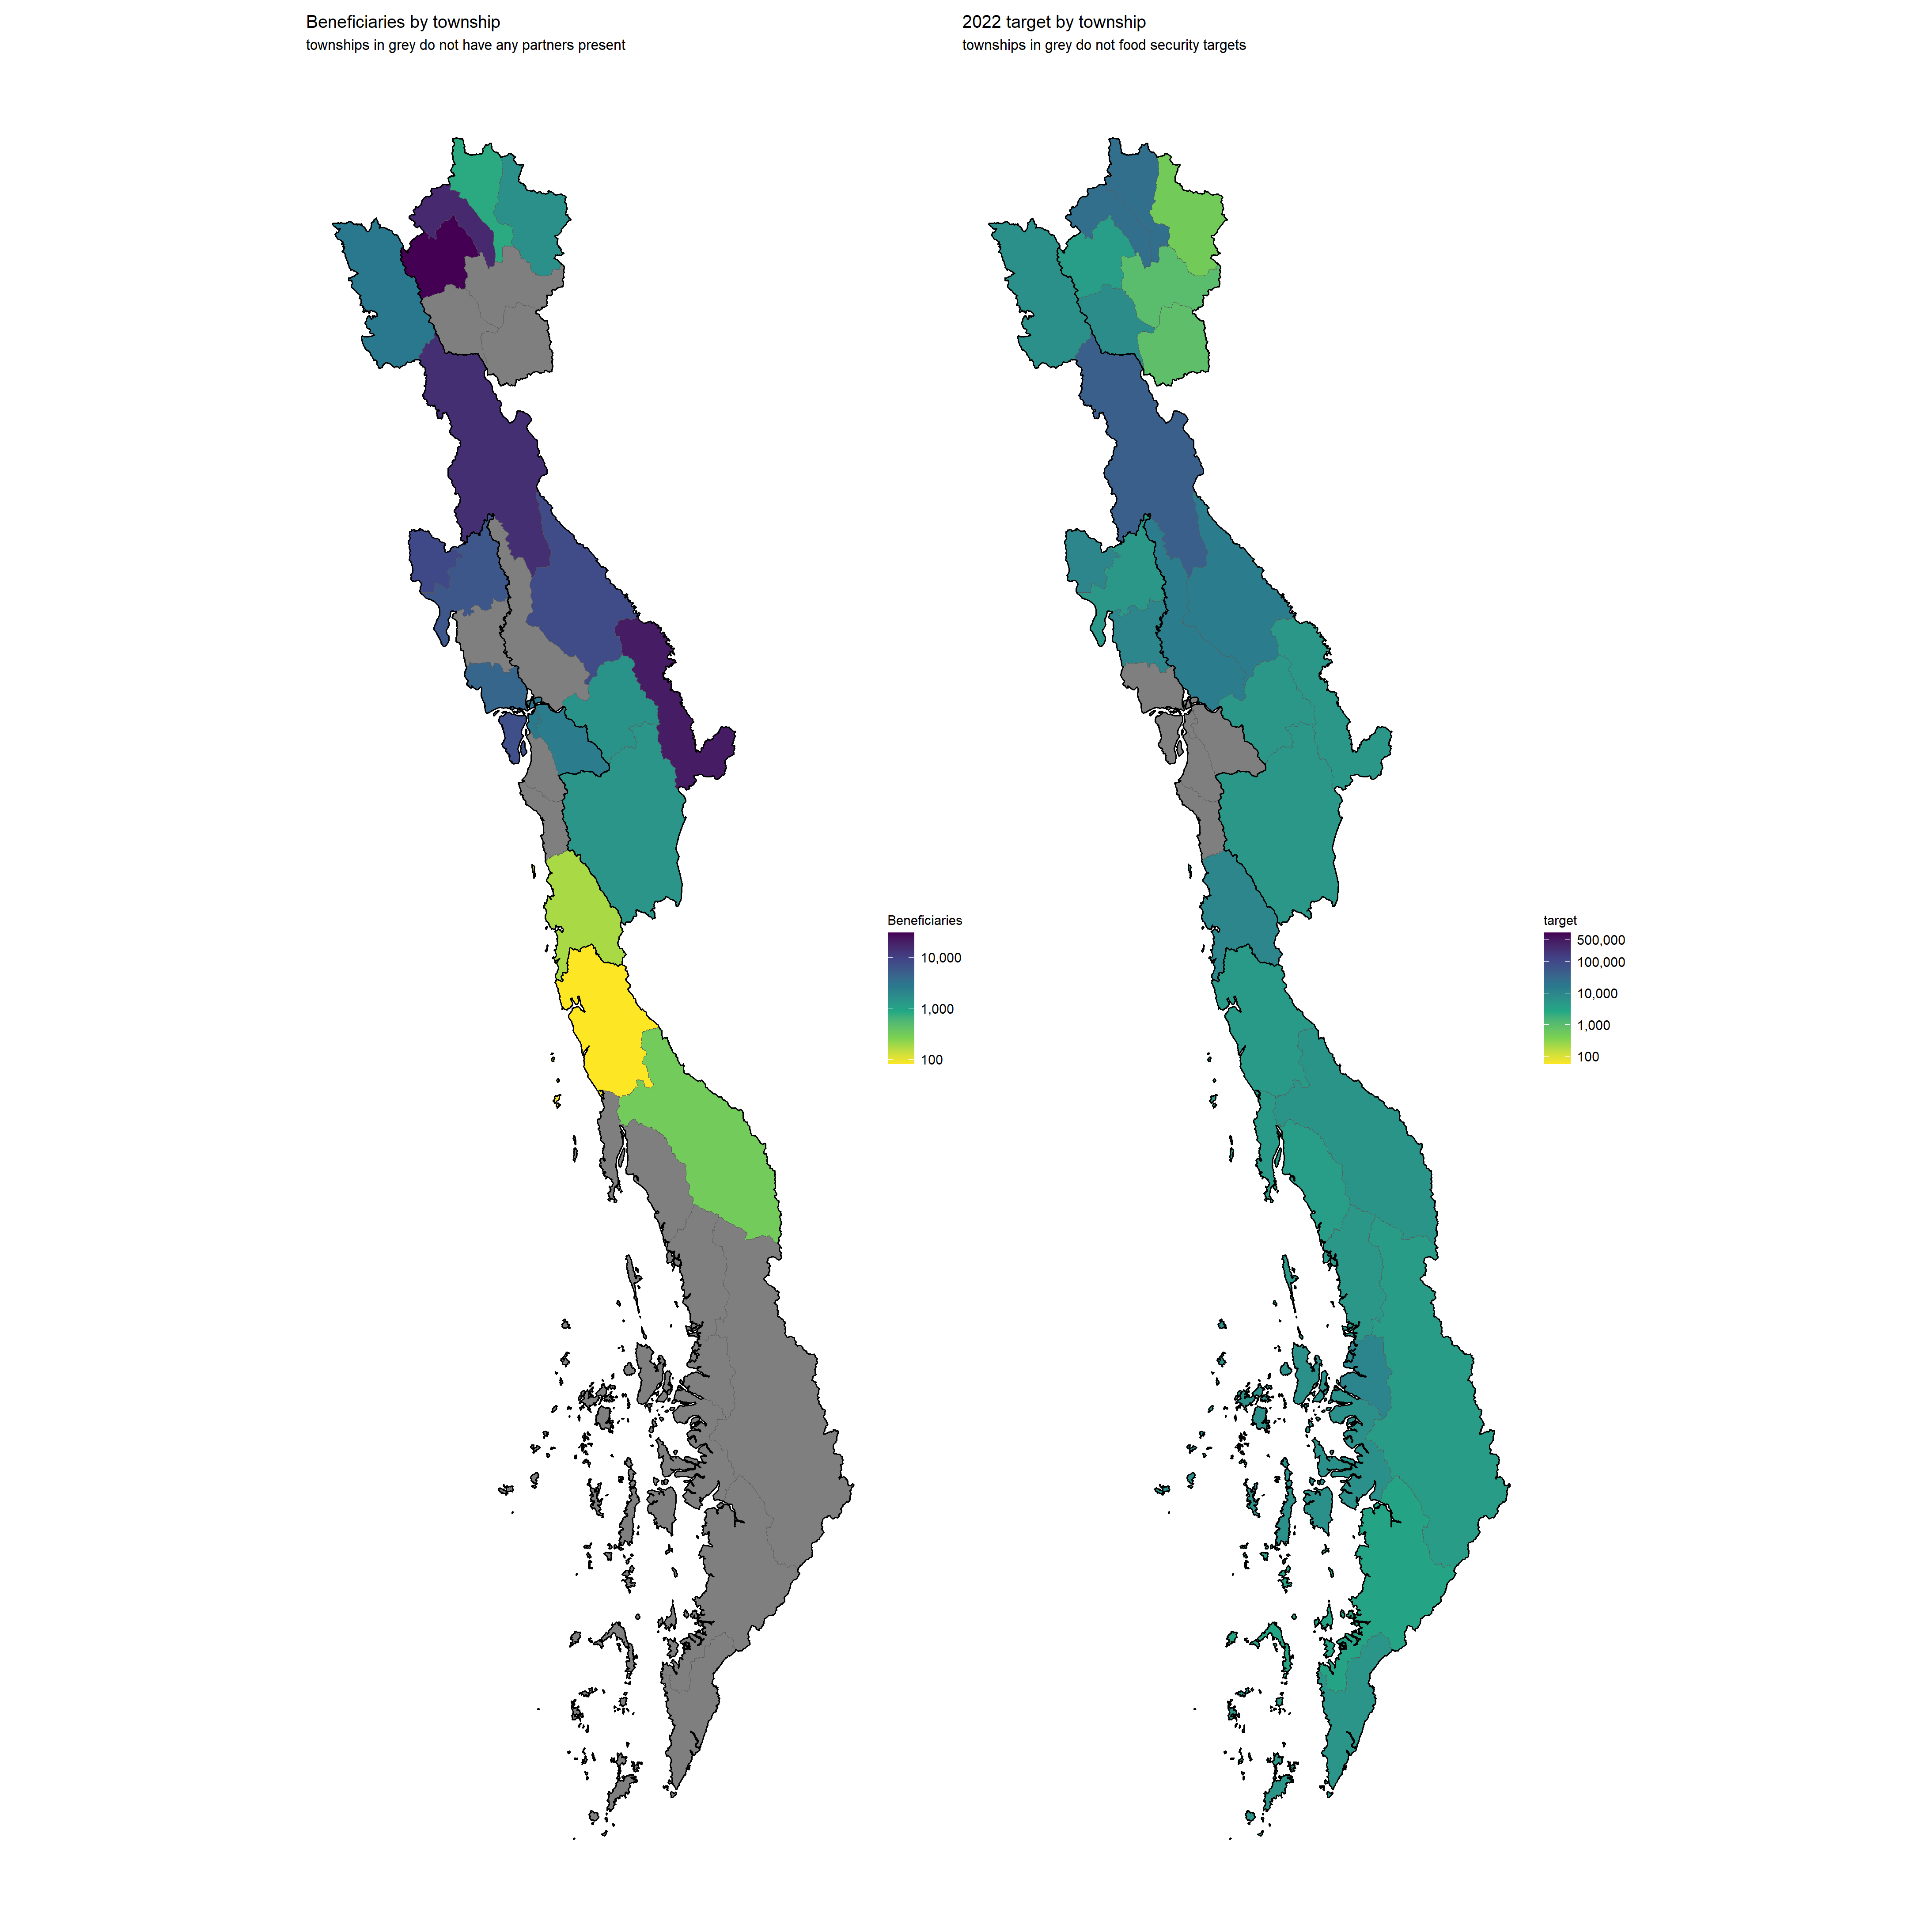 Beneficiaries by township
townships in grey do not have any partners present
2022 target by township
townships in grey do not food security targets
Beneficiaries
10,000
1,000
100
target
500,000
100,000
10,000
1,000
100